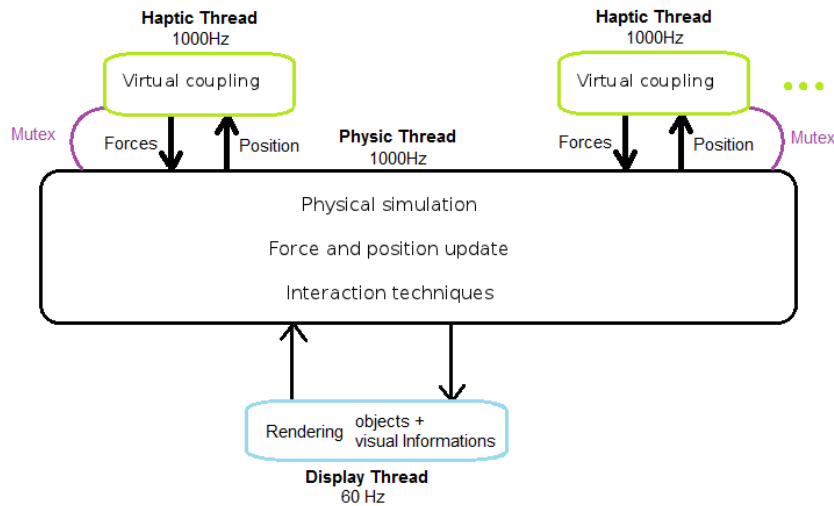 Haptic Thread
1000Hz
Virtual coupling
Mutex
Forces
Position
Haptic Thread
1000Hz
Virtual coupling
Forces
Position
Mutex
Physic Thread
1000Hz
Physical simulation
Force and position update
Interaction techniques
Rendering
objects +
visual Informations
Display Thread
60 Hz